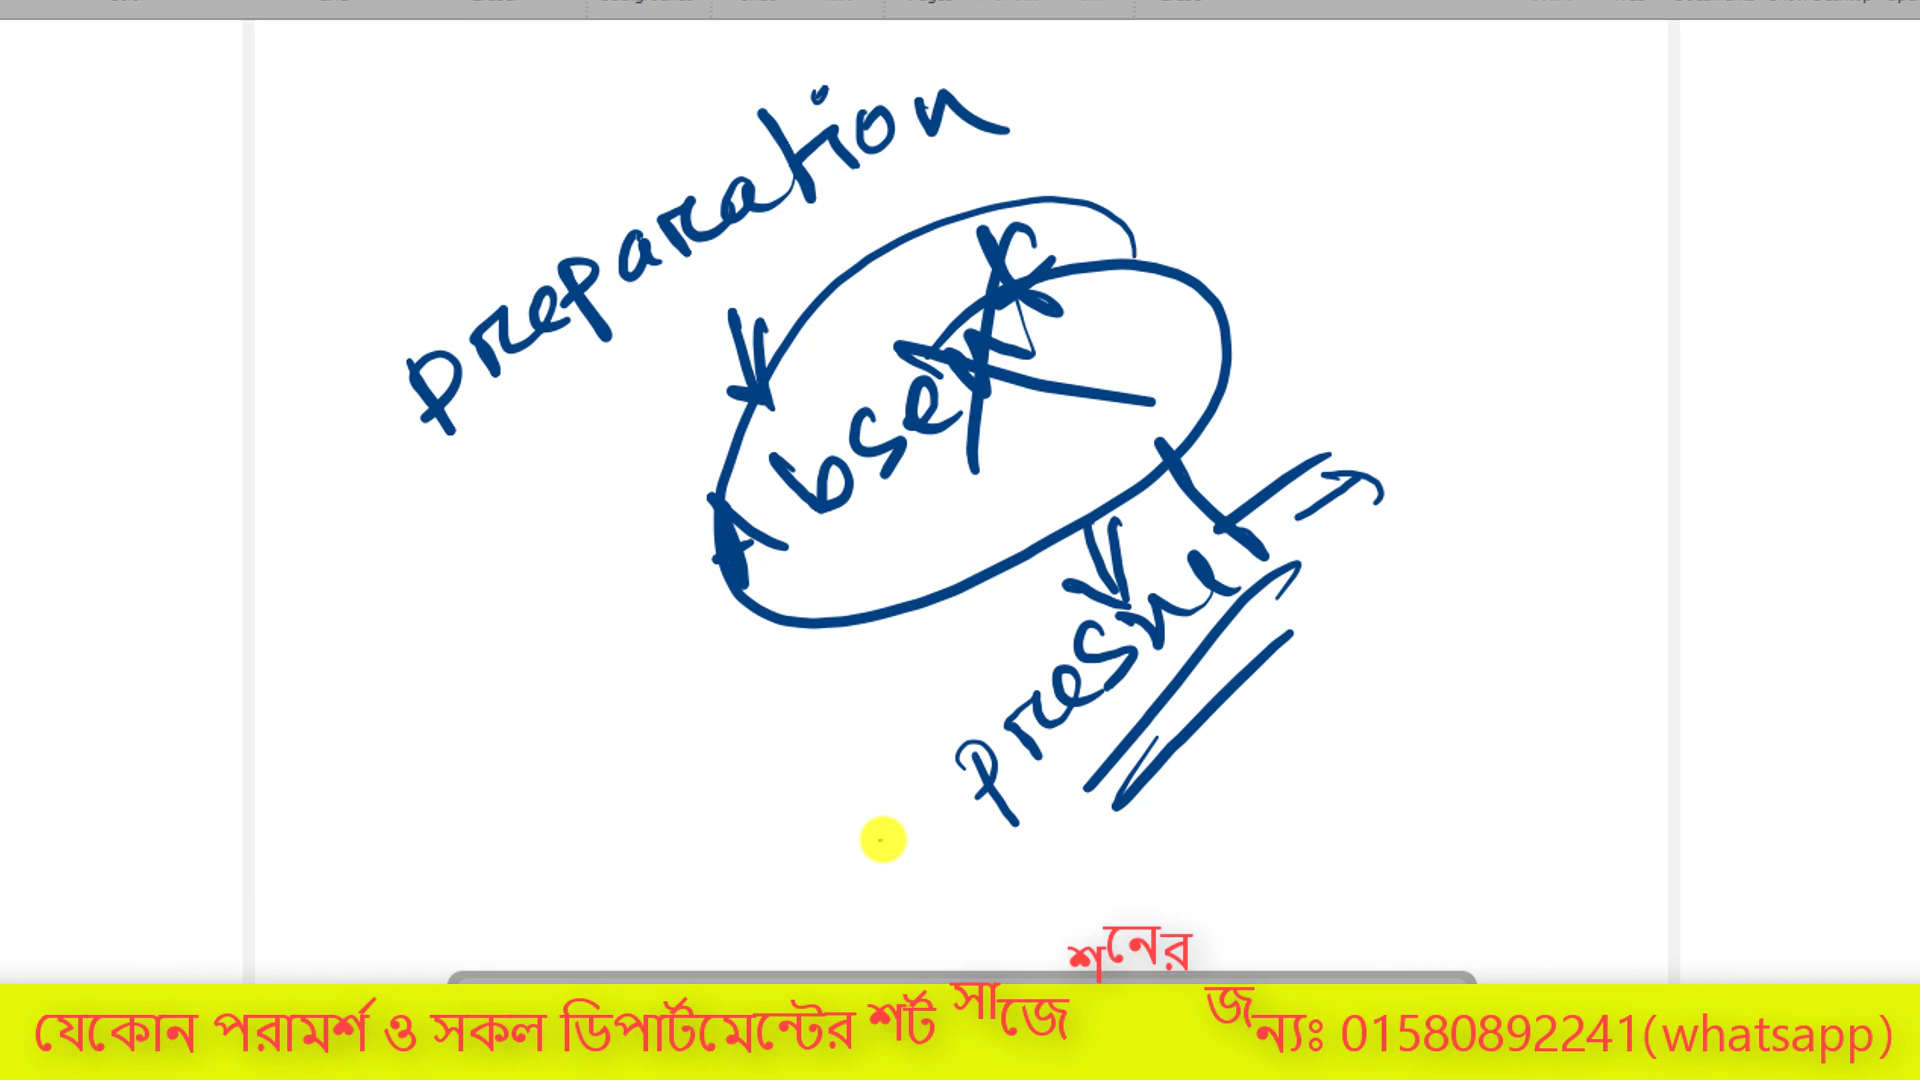 preparation
Absent
Present
যেকোন পরামর্শ ও সকল ডিপার্টমেন্টের শর্ট সাজেশনের জন্যঃ 01580892241(whatsapp)